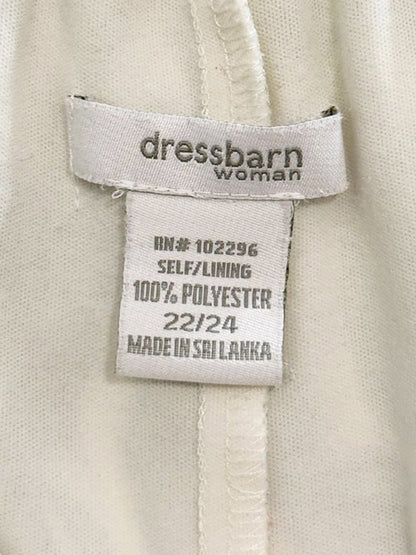 dressbarn
woman
RN# 102296
SELF/LINING
100% POLYESTER
22/24
MADE IN SRI LANKA